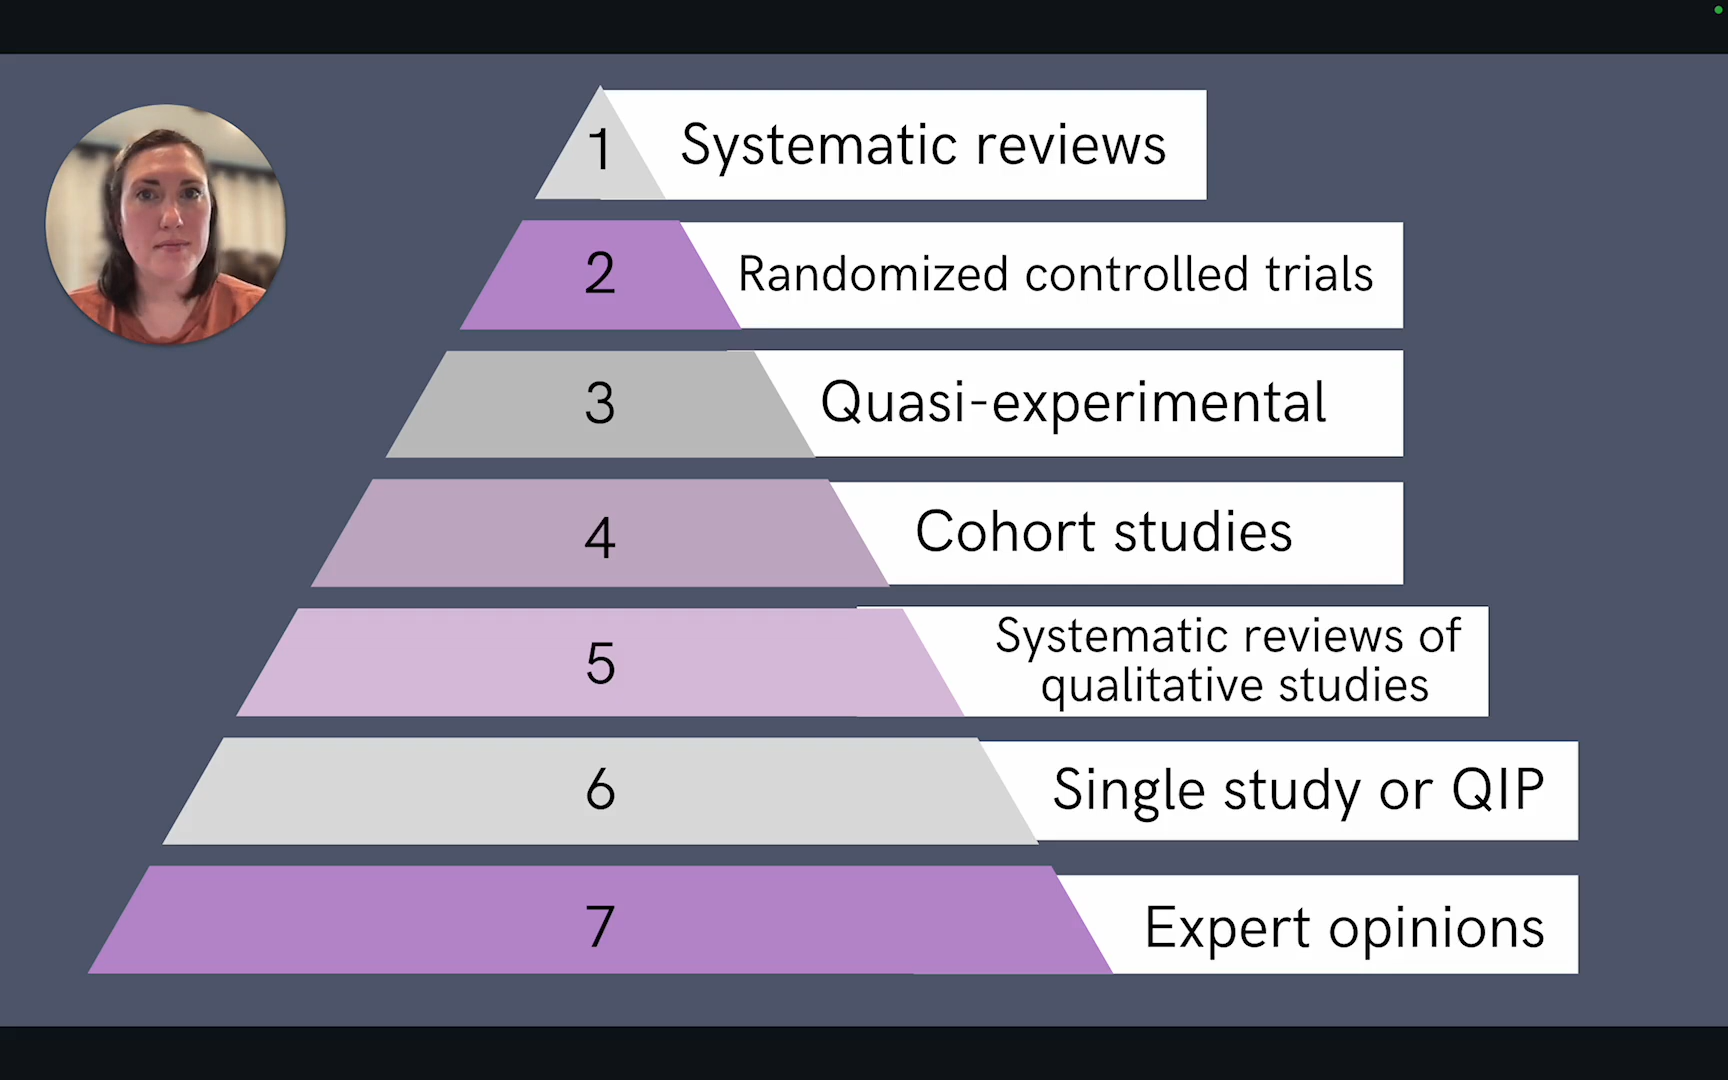 1 Systematic reviews
2 Randomized controlled trials
3 Quasi-experimental
4 Cohort studies
5 Systematic reviews of
qualitative studies
6 Single study or QIP
7 Expert opinions